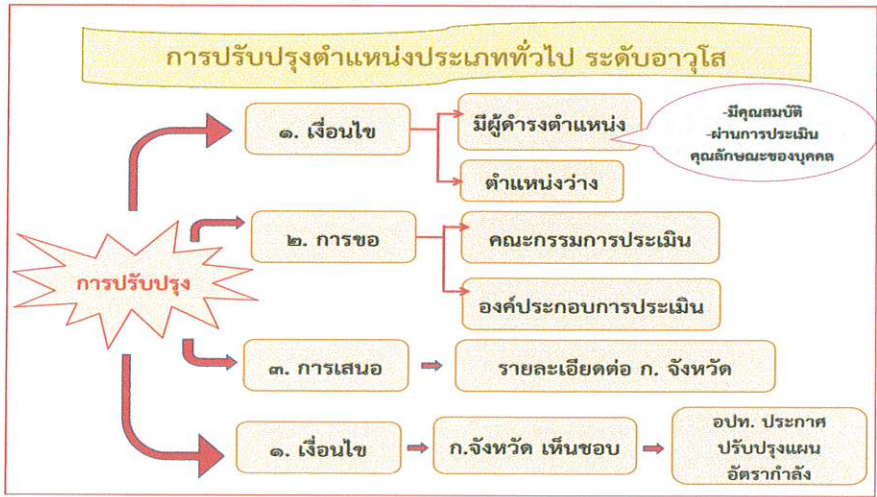 การปรับปรุงตำแหน่งประเภททั่วไป ระดับอาวุโส
๑. เงื่อนไข
มีผู้ดำรงตำแหน่ง
-มีคุณสมบัติ
-ผ่านการประเมิน
คุณลักษณะของบุคคล
ตำแหน่งว่าง
การปรับปรุง
๒. การขอ
คณะกรรมการประเมิน
องค์ประกอบการประเมิน
๓. การเสนอ
รายละเอียดต่อ ก. จังหวัด
๑. เงื่อนไข
ก.จังหวัด เห็นชอบ
อปท. ประกาศ
ปรับปรุงแผน
อัตรากำลัง